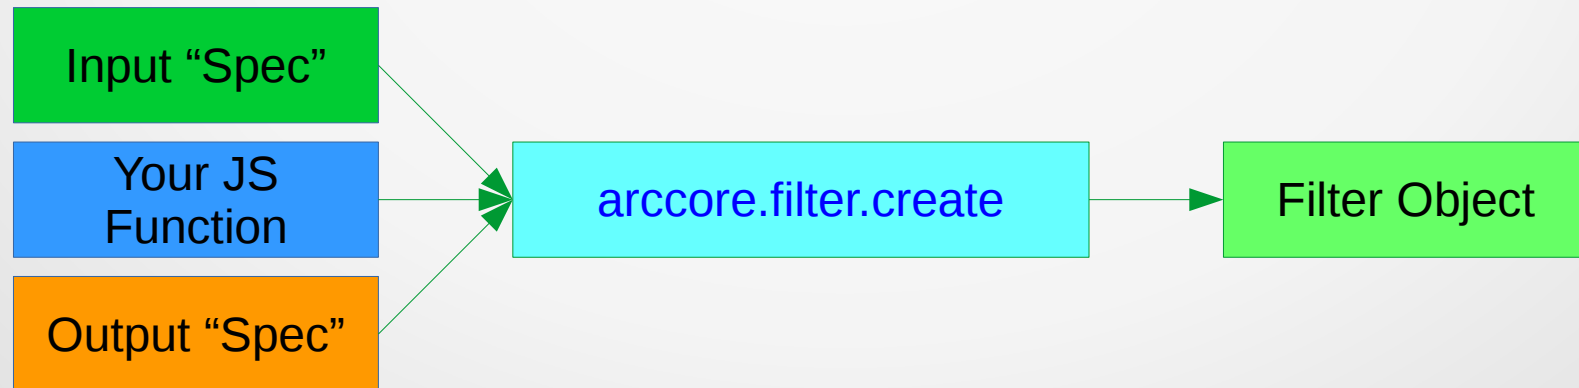 Input “Spec”
Your JS
Function
Output “Spec”
arccore.filter.create
Filter Object